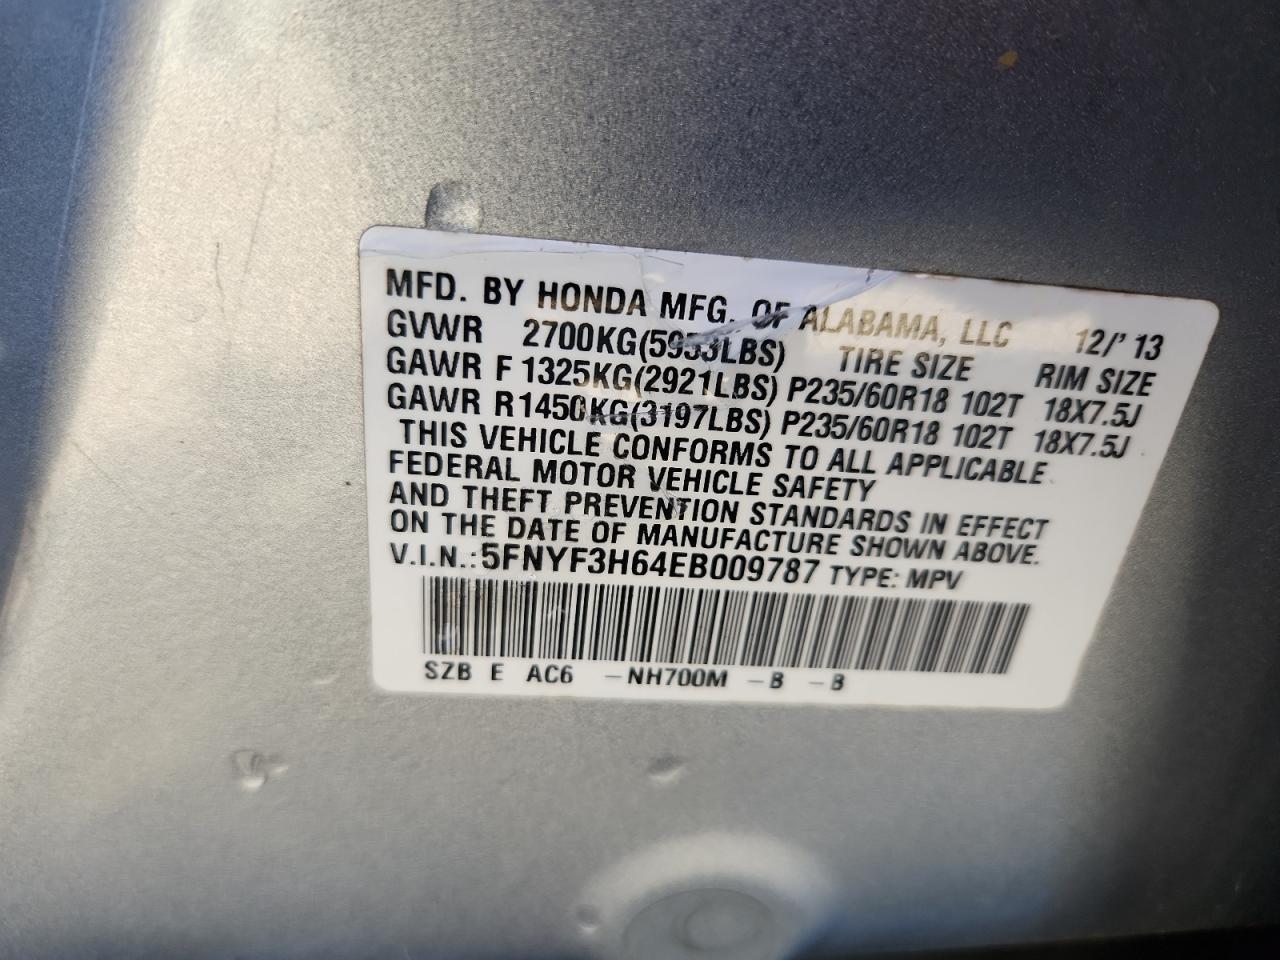 MFD. BY HONDA MFG. OF ALABAMA, LLC 12/'13
GVWR 2700KG(5953LBS) TIRE SIZE RIM SIZE
GAWR F 1325KG(2921LBS) P235/60R18 102T 18X7.5J
GAWR R1450KG(3197LBS) P235/60R18 102T 18X7.5J
THIS VEHICLE CONFORMS TO ALL APPLICABLE
FEDERAL MOTOR VEHICLE SAFETY
AND THEFT PREVENTION STANDARDS IN EFFECT
ON THE DATE OF MANUFACTURE SHOWN ABOVE.
V.I.N.:5FNYF3H64EB009787 TYPE: MPV
SZB E AC6 -NH700M -B -B